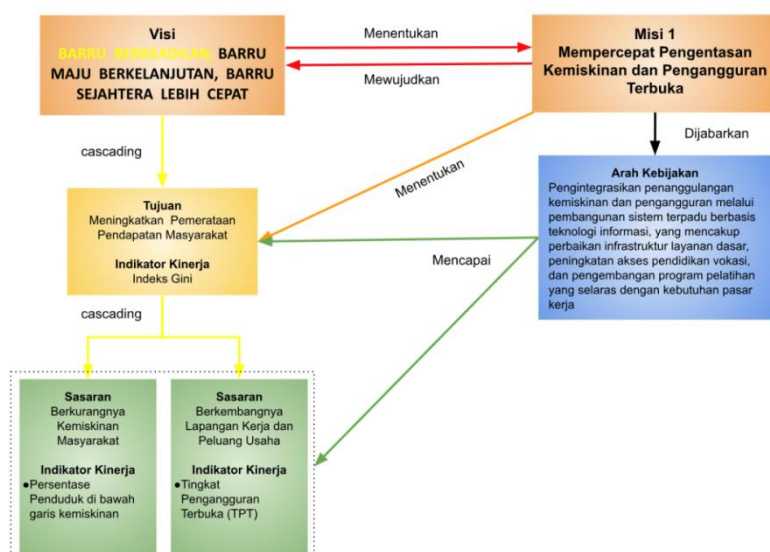 Visi
BARRU BERKEADILAN, BARRU
MAJU BERKELANJUTAN, BARRU
SEJAHTERA LEBIH CEPAT
Menentukan
Mewujudkan
Misi 1
Mempercepat Pengentasan
Kemiskinan dan Pengangguran
Terbuka
cascading
Menentukan
Dijabarkan
Tujuan
Meningkatkan Pemerataan
Pendapatan Masyarakat
Indikator Kinerja
Indeks Gini
Arah Kebijakan
Pengintegrasikan penanggulangan
kemiskinan dan pengangguran melalui
pembangunan sistem terpadu berbasis
teknologi informasi, yang mencakup
perbaikan infrastruktur layanan dasar,
peningkatan akses pendidikan vokasi,
dan pengembangan program pelatihan
yang selaras dengan kebutuhan pasar
kerja
Mencapai
cascading
Sasaran
Berkurangnya
Kemiskinan
Masyarakat
Indikator Kinerja
●Persentase
Penduduk di bawah
garis kemiskinan
Sasaran
Berkembangnya
Lapangan Kerja dan
Peluang Usaha
Indikator Kinerja
●Tingkat
Pengangguran
Terbuka (TPT)